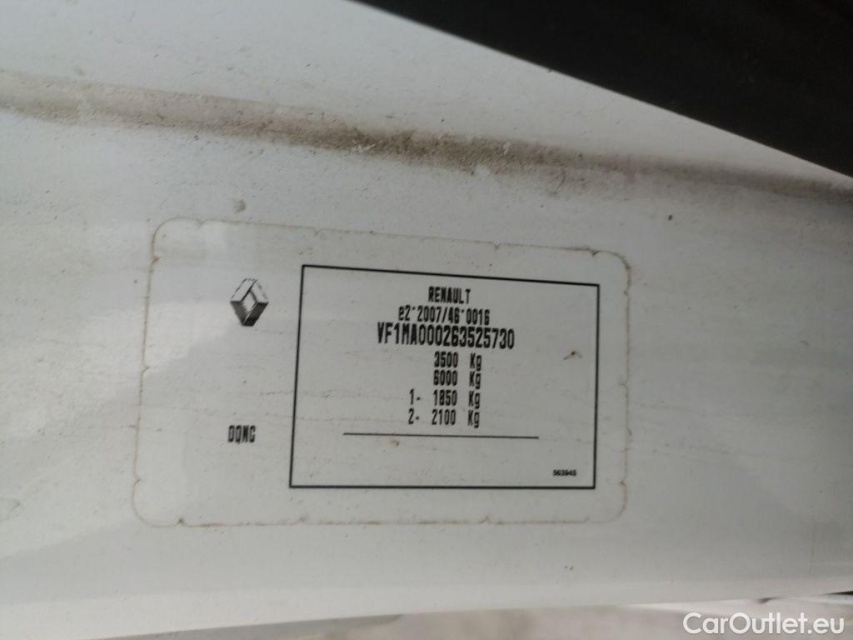 RENAULT
e2*2007/46*0016
VF1MA000263525730
3500 Kg
6000 Kg
1- 1850 Kg
2- 2100 Kg
DQNG
563945
CarOutlet.eu